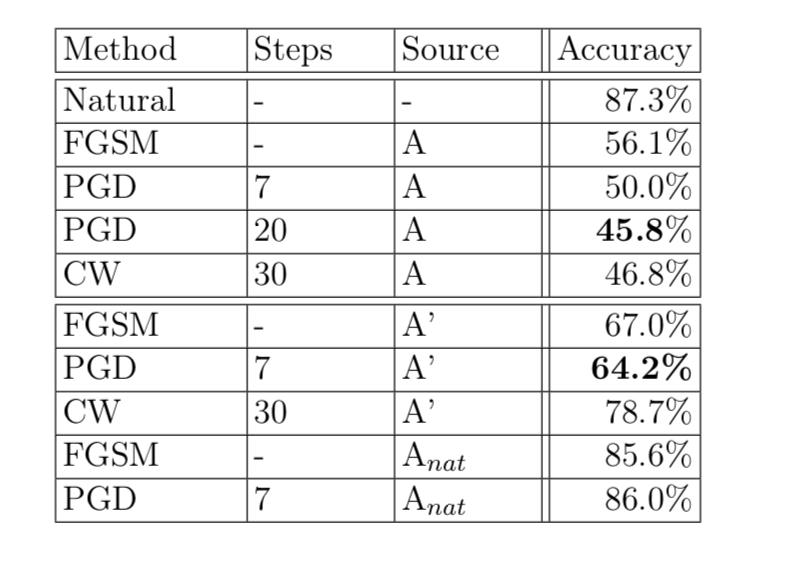 Method Steps Source Accuracy
Natural - - 87.3%
FGSM - A 56.1%
PGD 7 A 50.0%
PGD 20 A 45.8%
CW 30 A 46.8%
FGSM - A' 67.0%
PGD 7 A' 64.2%
CW 30 A' 78.7%
FGSM - Anat 85.6%
PGD 7 Anat 86.0%